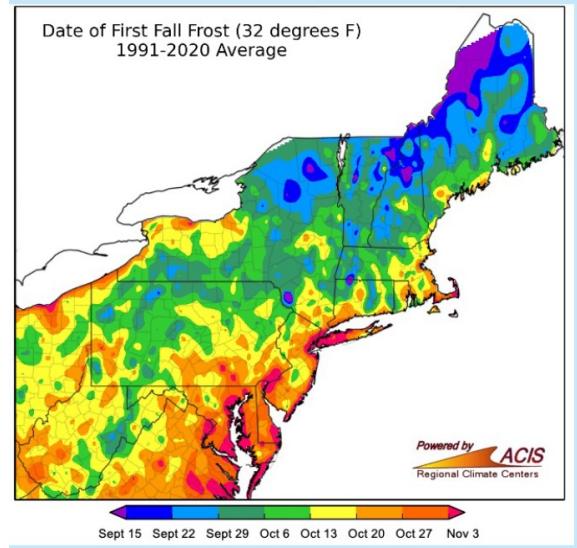 Date of First Fall Frost (32 degrees F)
1991-2020 Average
Powered by
ACIS
Regional Climate Centers
Sept 15 Sept 22 Sept 29 Oct 6 Oct 13 Oct 20 Oct 27 Nov 3